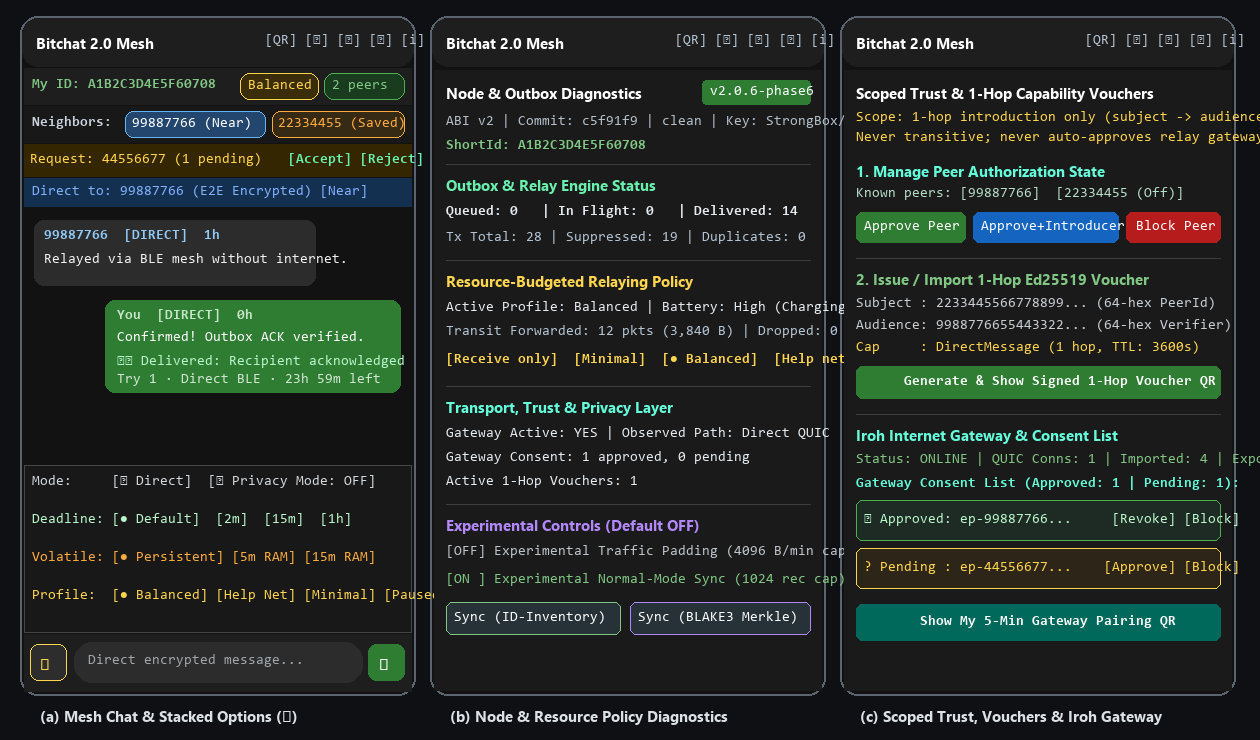 Bitchat 2.0 Mesh [QR] [▯] [▯] [▯] [i]
My ID: A1B2C3D4E5F60708 Balanced 2 peers
Neighbors: 99887766 (Near) 22334455 (Saved)
Request: 44556677 (1 pending) [Accept] [Reject]
Direct to: 99887766 (E2E Encrypted) [Near]
99887766 [DIRECT] 1h
Relayed via BLE mesh without internet.
You [DIRECT] 0h
Confirmed! Outbox ACK verified.
▯▯ Delivered: Recipient acknowledged
Try 1 · Direct BLE · 23h 59m left
Mode: [▯ Direct] [▯ Privacy Mode: OFF]
Deadline: [● Default] [2m] [15m] [1h]
Volatile: [● Persistent] [5m RAM] [15m RAM]
Profile: [● Balanced] [Help Net] [Minimal] [Paused
▯ Direct encrypted message... ▯
(a) Mesh Chat & Stacked Options (▯)
Bitchat 2.0 Mesh [QR] [▯] [▯] [▯] [i]
Node & Outbox Diagnostics v2.0.6-phase6
ABI v2 | Commit: c5f91f9 | clean | Key: StrongBox/
ShortId: A1B2C3D4E5F60708
Outbox & Relay Engine Status
Queued: 0 | In Flight: 0 | Delivered: 14
Tx Total: 28 | Suppressed: 19 | Duplicates: 0
Resource-Budgeted Relaying Policy
Active Profile: Balanced | Battery: High (Charging
Transit Forwarded: 12 pkts (3,840 B) | Dropped: 0
[Receive only] [Minimal] [● Balanced] [Help net
Transport, Trust & Privacy Layer
Gateway Active: YES | Observed Path: Direct QUIC
Gateway Consent: 1 approved, 0 pending
Active 1-Hop Vouchers: 1
Experimental Controls (Default OFF)
[OFF] Experimental Traffic Padding (4096 B/min cap
[ON ] Experimental Normal-Mode Sync (1024 rec cap)
Sync (ID-Inventory) Sync (BLAKE3 Merkle)
(b) Node & Resource Policy Diagnostics
Bitchat 2.0 Mesh [QR] [▯] [▯] [▯] [i]
Scoped Trust & 1-Hop Capability Vouchers
Scope: 1-hop introduction only (subject -> audience
Never transitive; never auto-approves relay gateway
1. Manage Peer Authorization State
Known peers: [99887766] [22334455 (Off)]
Approve Peer Approve+Introducer Block Peer
2. Issue / Import 1-Hop Ed25519 Voucher
Subject : 2233445566778899... (64-hex PeerId)
Audience: 9988776655443322... (64-hex Verifier)
Cap : DirectMessage (1 hop, TTL: 3600s)
Generate & Show Signed 1-Hop Voucher QR
Iroh Internet Gateway & Consent List
Status: ONLINE | QUIC Conns: 1 | Imported: 4 | Expo
Gateway Consent List (Approved: 1 | Pending: 1):
▯ Approved: ep-99887766... [Revoke] [Block]
? Pending : ep-44556677... [Approve] [Block]
Show My 5-Min Gateway Pairing QR
(c) Scoped Trust, Vouchers & Iroh Gateway